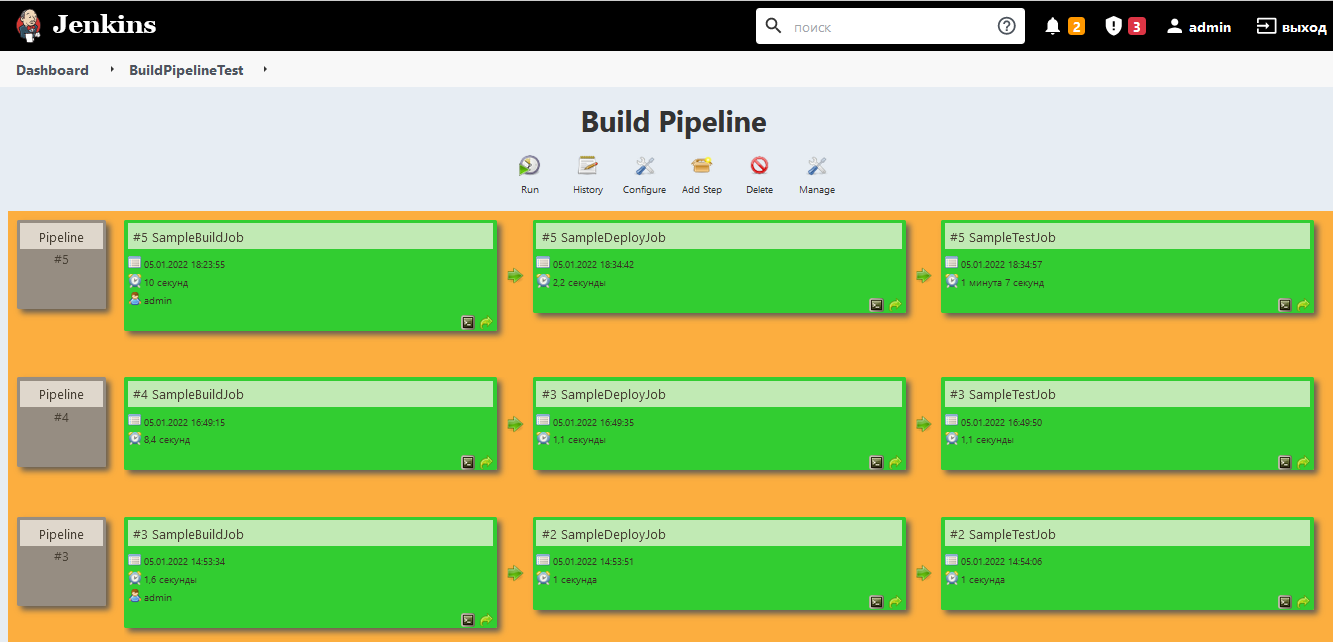 Jenkins
поиск
2
3
admin
выход
Dashboard
BuildPipelineTest
Build Pipeline
Run
History
Configure
Add Step
Delete
Manage
Pipeline
#5
#5 SampleBuildJob
05.01.2022 18:23:55
10 секунд
admin
#5 SampleDeployJob
05.01.2022 18:34:42
2,2 секунды
#5 SampleTestJob
05.01.2022 18:34:57
1 минута 7 секунд
Pipeline
#4
#4 SampleBuildJob
05.01.2022 16:49:15
8,4 секунд
#3 SampleDeployJob
05.01.2022 16:49:35
1,1 секунды
#3 SampleTestJob
05.01.2022 16:49:50
1,1 секунды
Pipeline
#3
#3 SampleBuildJob
05.01.2022 14:53:34
1,6 секунды
admin
#2 SampleDeployJob
05.01.2022 14:53:51
1 секунда
#2 SampleTestJob
05.01.2022 14:54:06
1 секунда